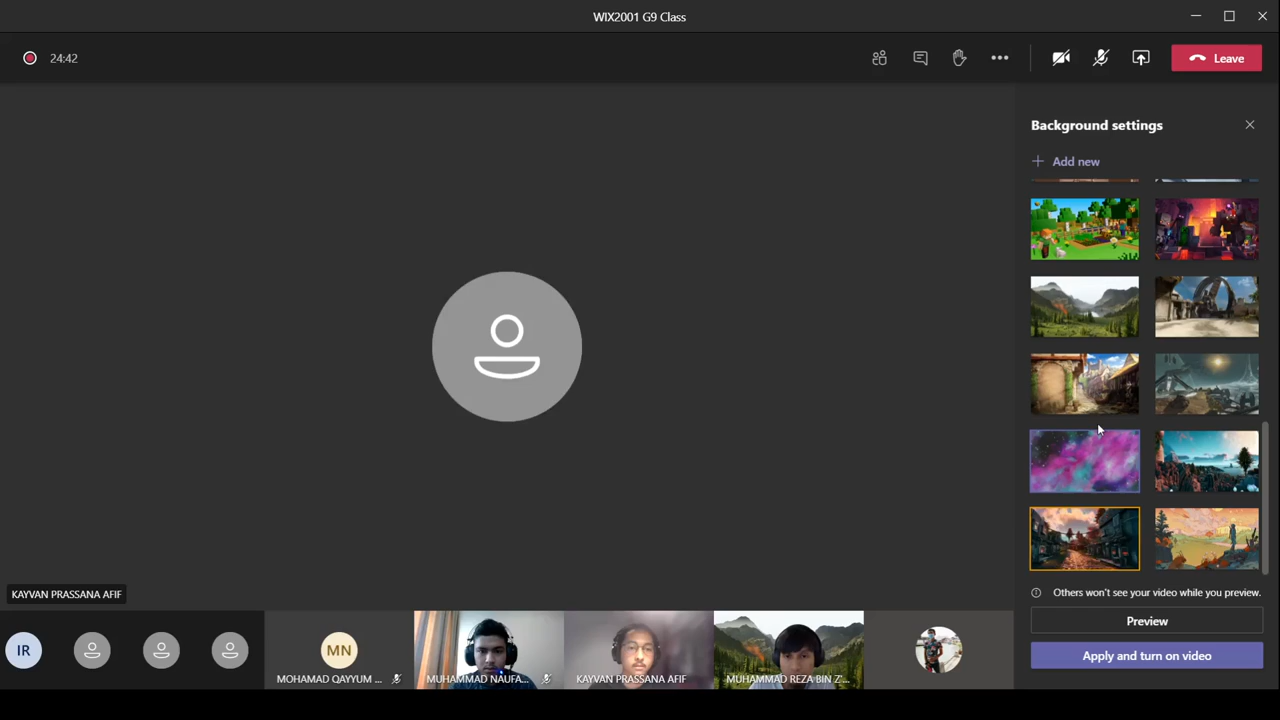 WIX2001 G9 Class
24:42
Leave
Background settings
Add new
KAYVAN PRASSANA AFIF
Others won't see your video while you preview.
Preview
Apply and turn on video
IR
MN
MOHAMAD QAYYUM ...
MUHAMMAD NAUFA...
KAYVAN PRASSANA AFIF
MUHAMMAD REZA BIN Z'...